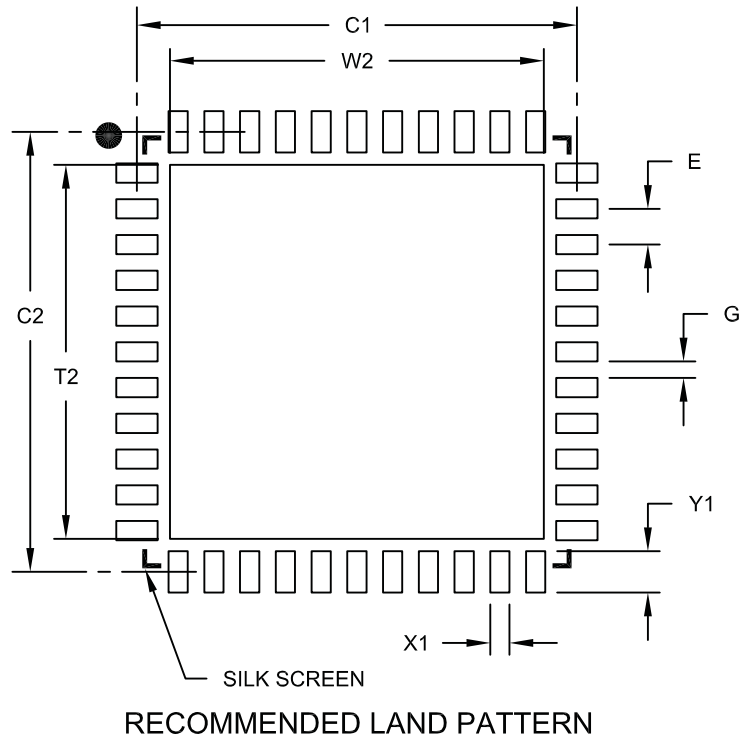 C1
W2
E
C2
G
T2
Y1
X1
SILK SCREEN
RECOMMENDED LAND PATTERN